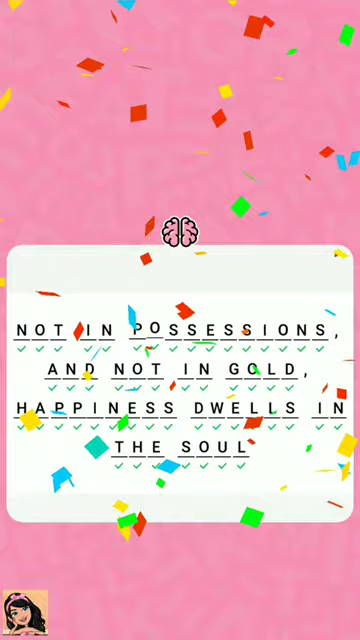 NOT IN POSSESSIONS,
AND NOT IN GOLD,
HAPPINESS DWELLS IN
THE SOUL